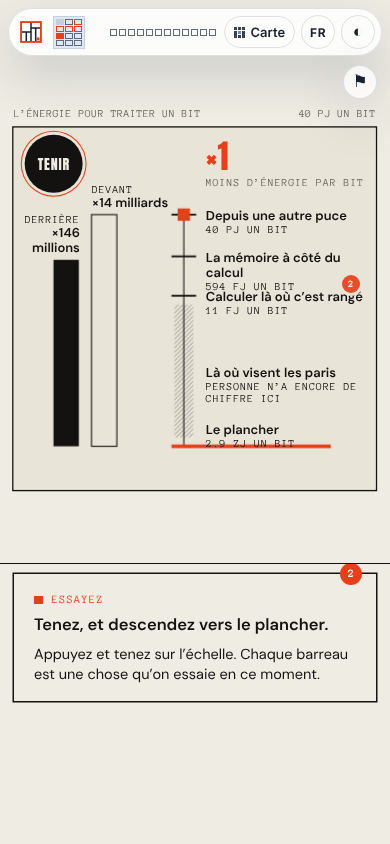 Carte
FR
L'ÉNERGIE POUR TRAITER UN BIT
40 PJ UN BIT
TENIR
×1
MOINS D'ÉNERGIE PAR BIT
DEVANT
×14 milliards
DERRIÈRE
×146
millions
Depuis une autre puce
40 PJ UN BIT
La mémoire à côté du
calcul
594 FJ UN BIT
2
Calculer là où c'est rangé
11 FJ UN BIT
Là où visent les paris
PERSONNE N'A ENCORE DE
CHIFFRE ICI
Le plancher
2.9 ZJ UN BIT
2
ESSAYEZ
Tenez, et descendez vers le plancher.
Appuyez et tenez sur l'échelle. Chaque barreau
est une chose qu'on essaie en ce moment.